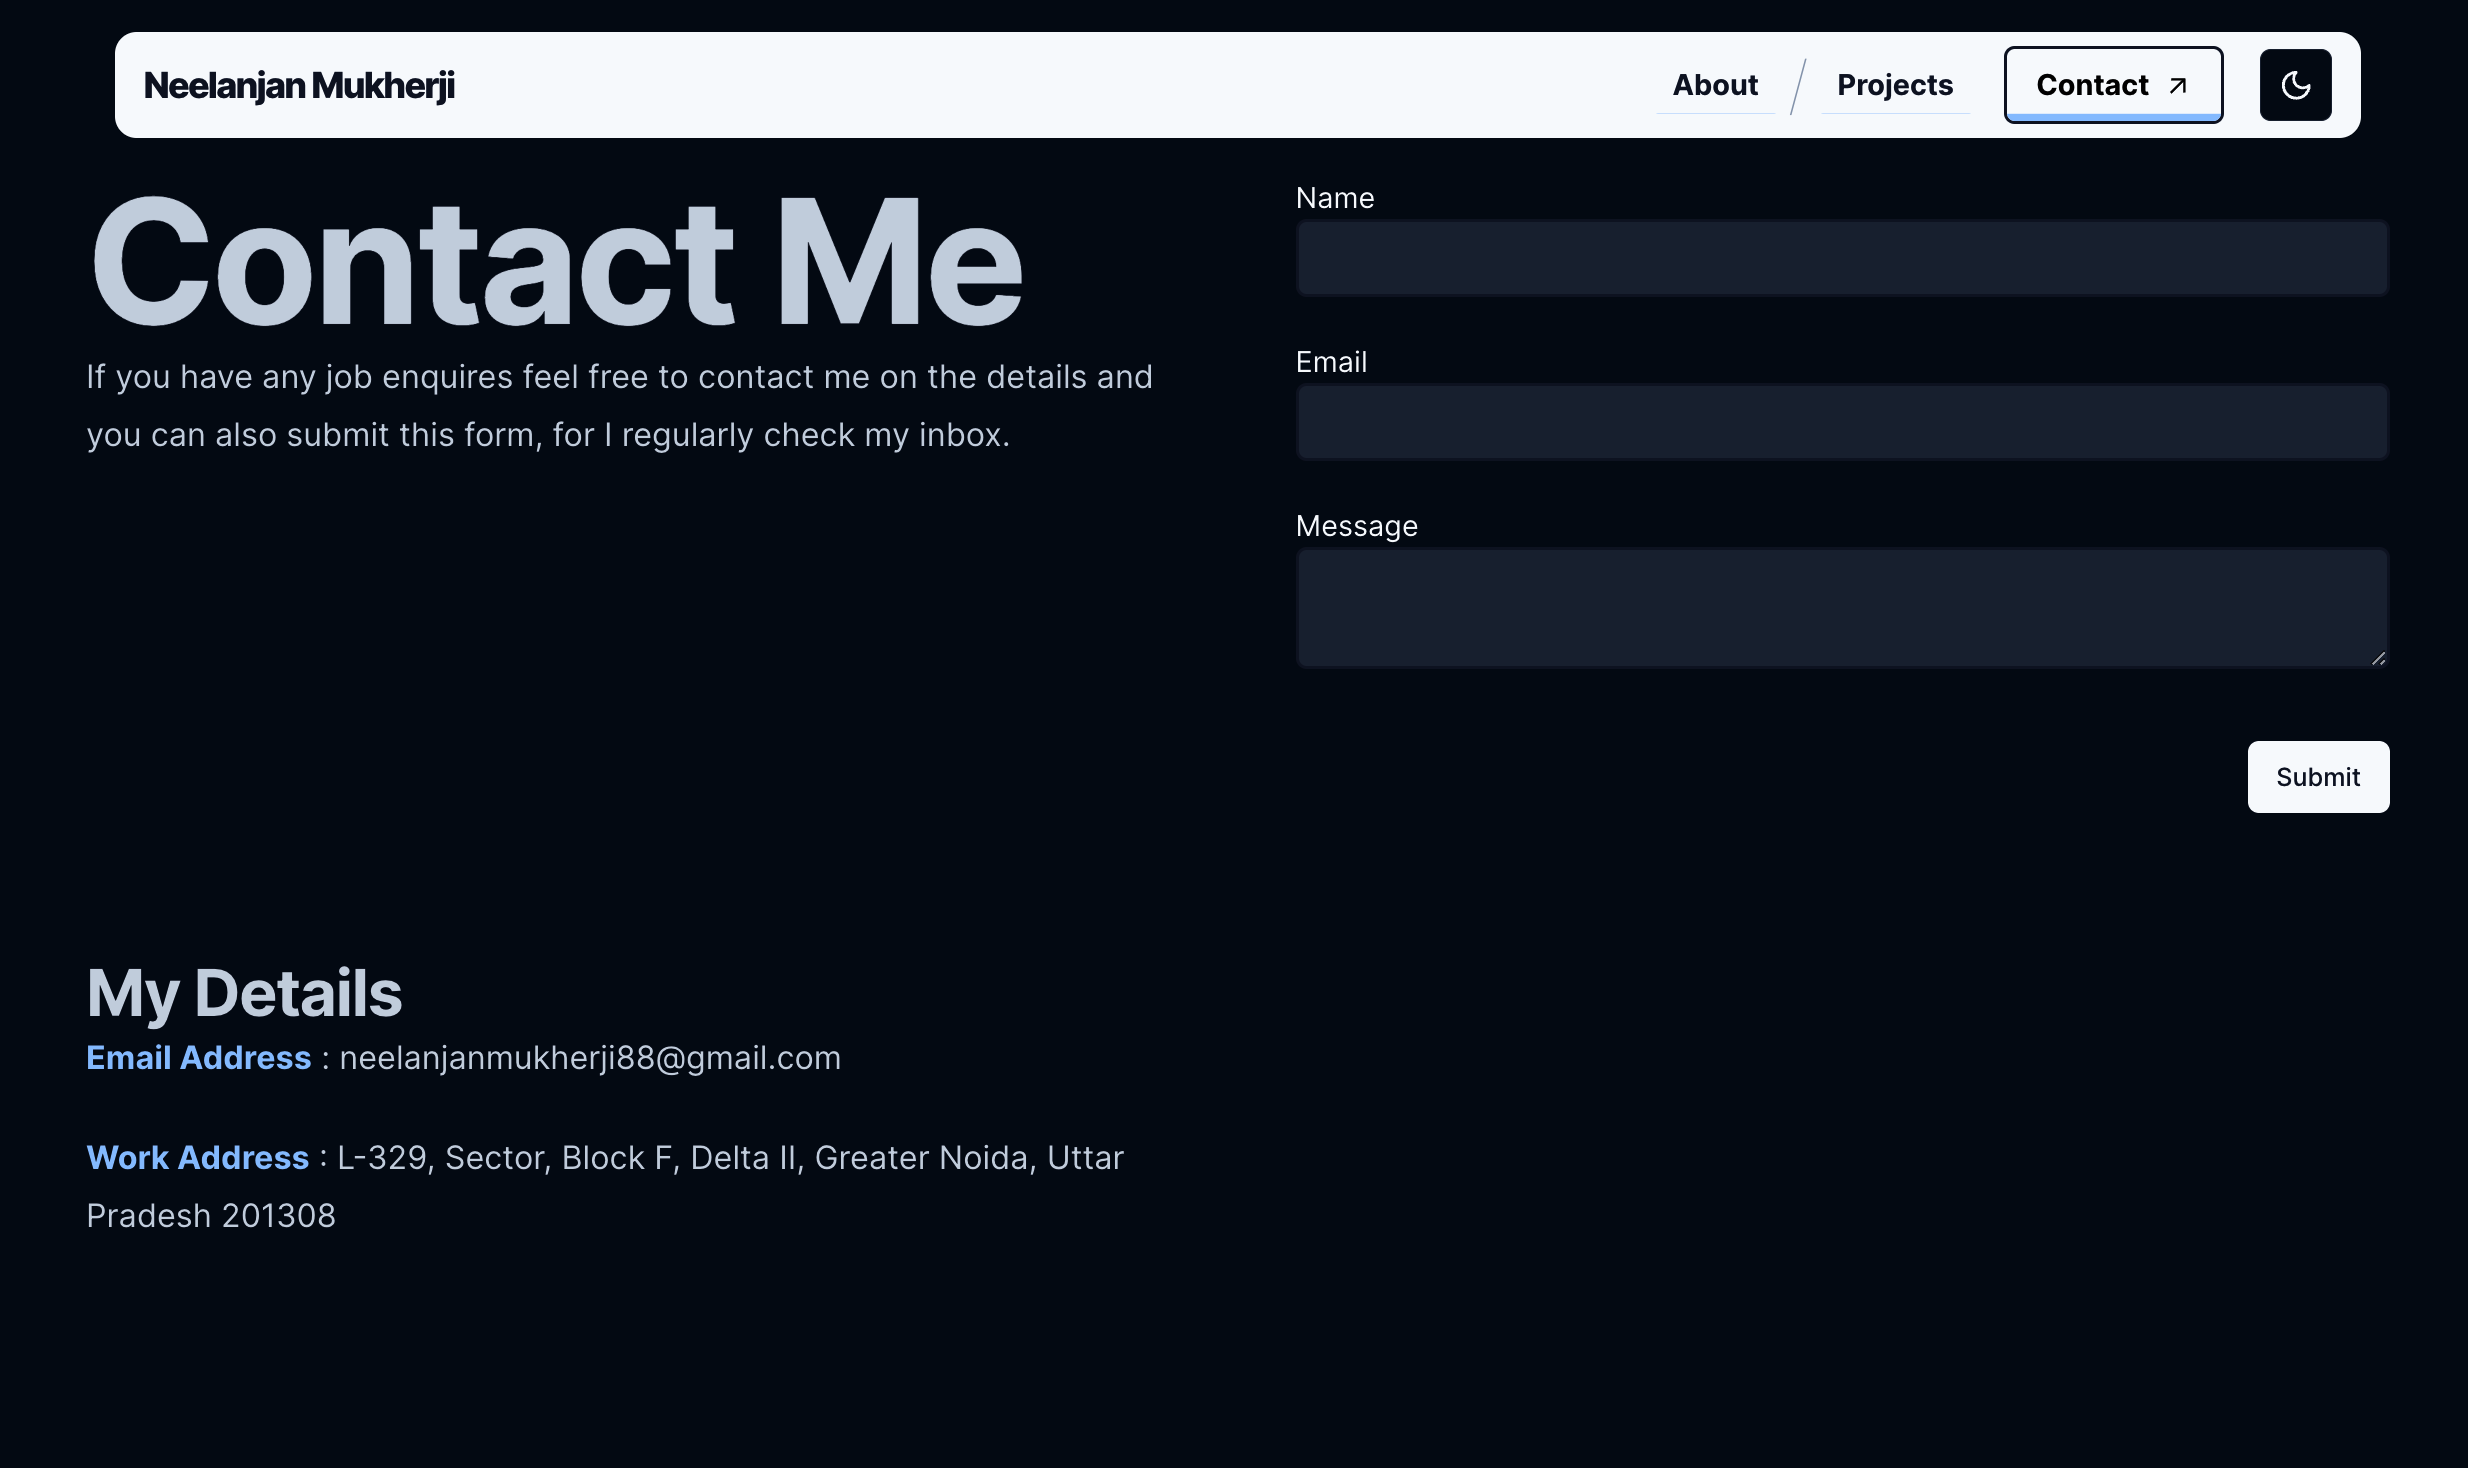 Neelanjan Mukherji
About / Projects
Contact
Contact Me
If you have any job enquires feel free to contact me on the details and
you can also submit this form, for I regularly check my inbox.
Name
Email
Message
Submit
My Details
Email Address : neelanjanmukherji88@gmail.com
Work Address : L-329, Sector, Block F, Delta II, Greater Noida, Uttar
Pradesh 201308